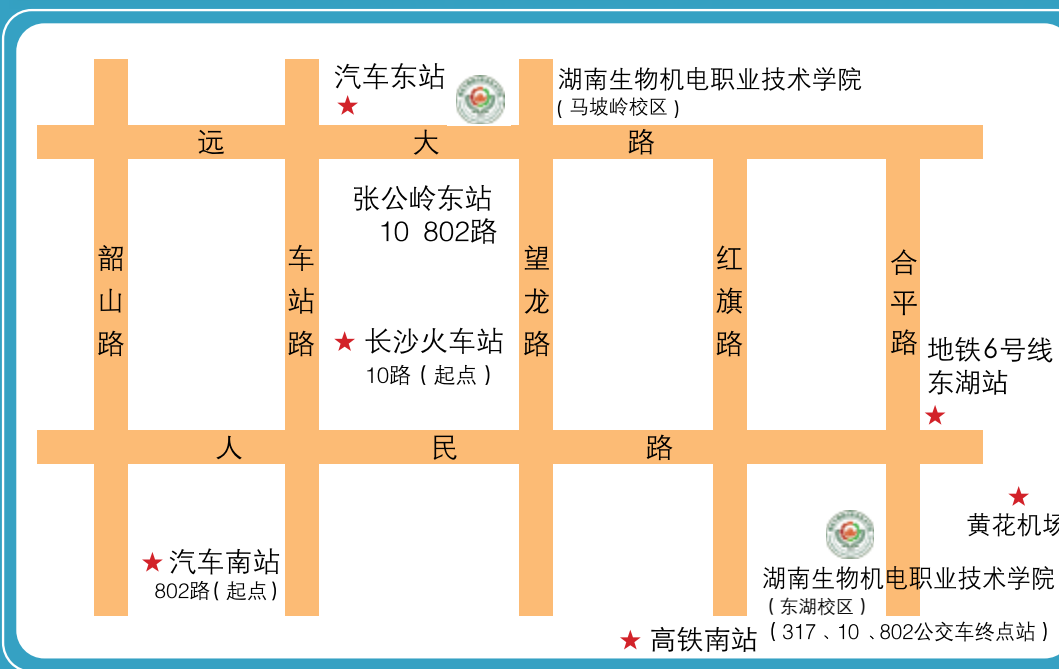 汽车东站
湖南生物机电职业技术学院
(马坡岭校区)
远大路
张公岭东站
10 802路
韶山路
车站路
望龙路
红旗路
合平路
长沙火车站
10路(起点)
地铁6号线
东湖站
人民路
黄花机场
汽车南站
802路(起点)
湖南生物机电职业技术学院
(东湖校区)
(317、10、802公交车终点站)
高铁南站